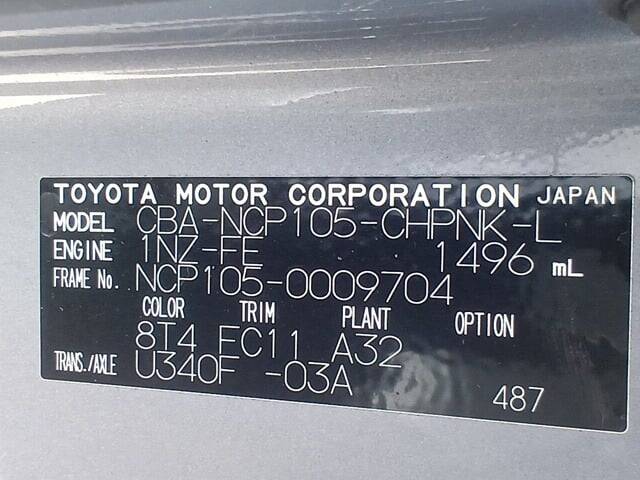 TOYOTA MOTOR CORPORATION JAPAN
MODEL CBA-NCP105-CHPNK-L
ENGINE 1NZ-FE 1496 mL
FRAME No. NCP105-0009704
COLOR TRIM PLANT OPTION
8T4 FC11 A32
TRANS./AXLE U340F -03A
487